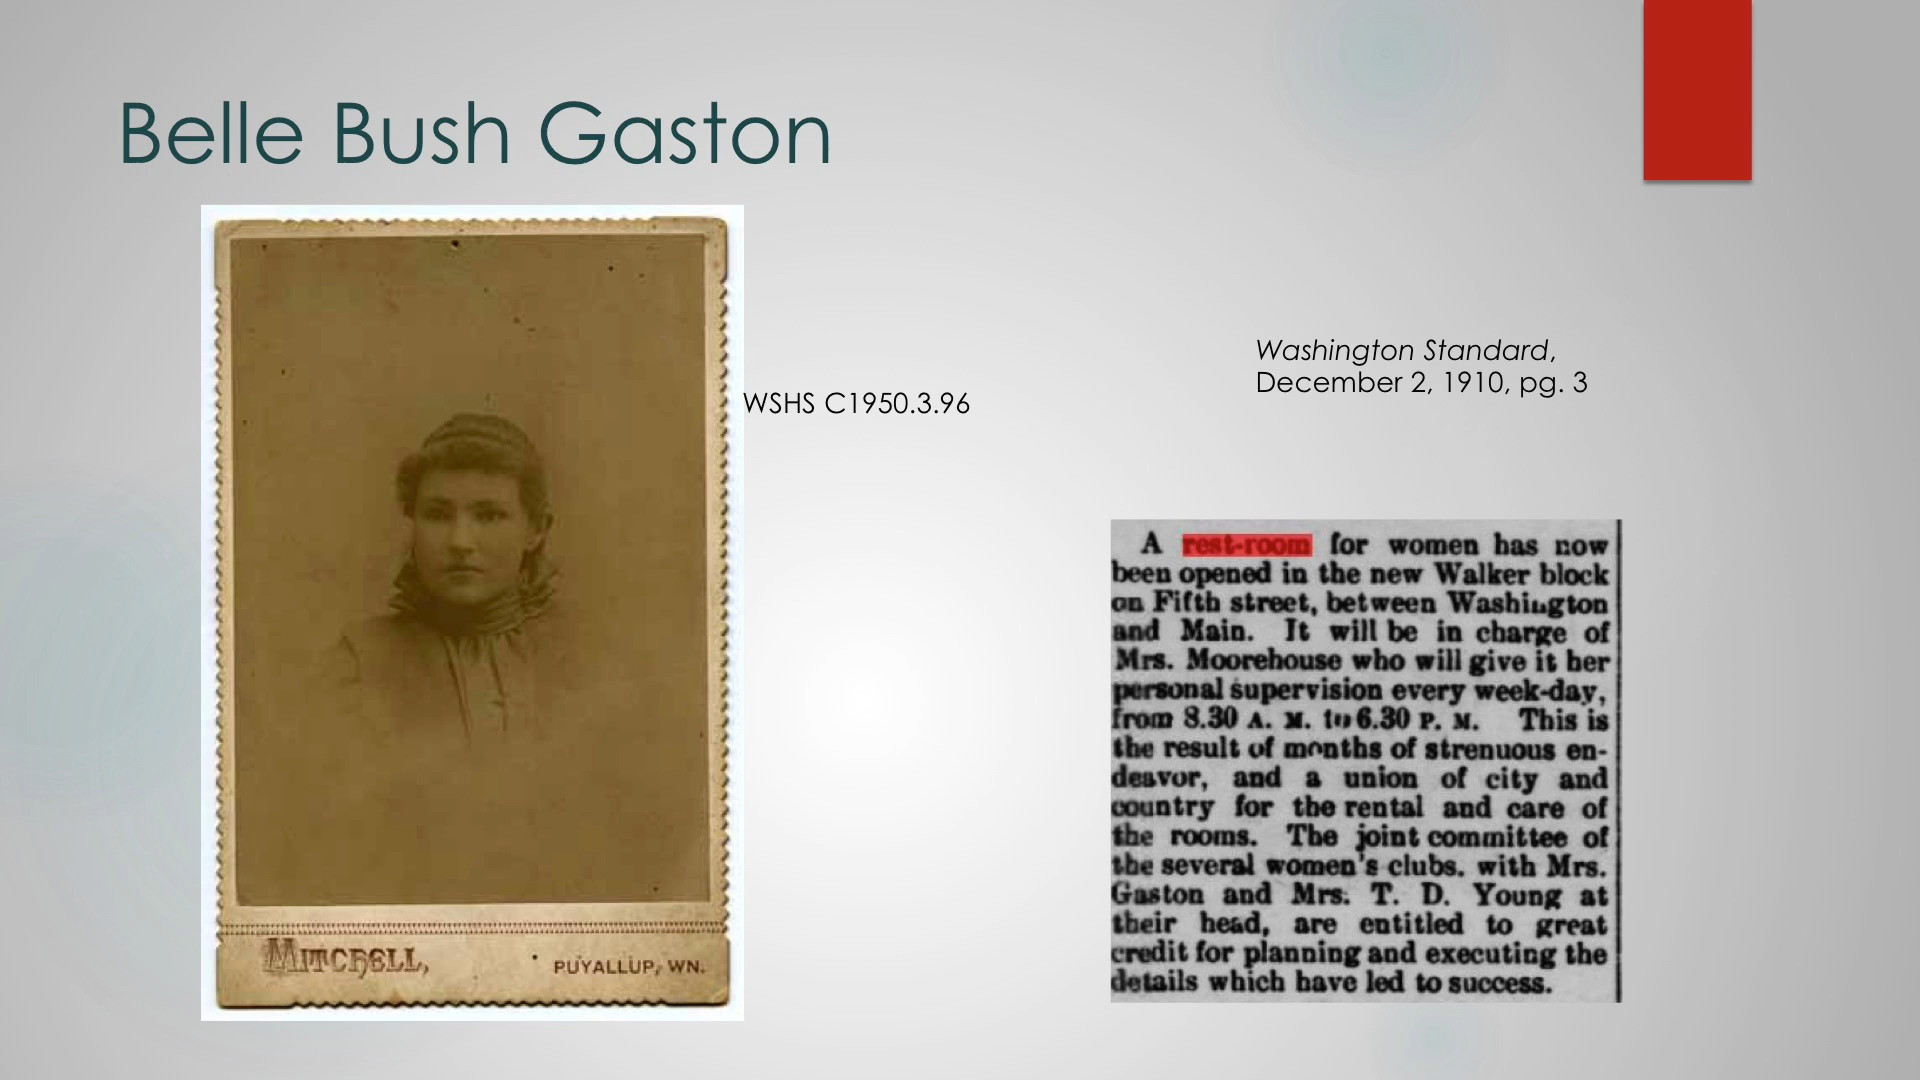 Belle Bush Gaston
WSHS C1950.3.96
MITCHELL,
PUYALLUP, WN.
Washington Standard,
December 2, 1910, pg. 3
A rest-room for women has now
been opened in the new Walker block
on Fifth street, between Washington
and Main. It will be in charge of
Mrs. Moorehouse who will give it her
personal supervision every week-day,
from 8.30 A. M. to 6.30 P. M. This is
the result of months of strenuous en-
deavor, and a union of city and
country for the rental and care of
the rooms. The joint committee of
the several women's clubs. with Mrs.
Gaston and Mrs. T. D. Young at
their head, are entitled to great
credit for planning and executing the
details which have led to success.